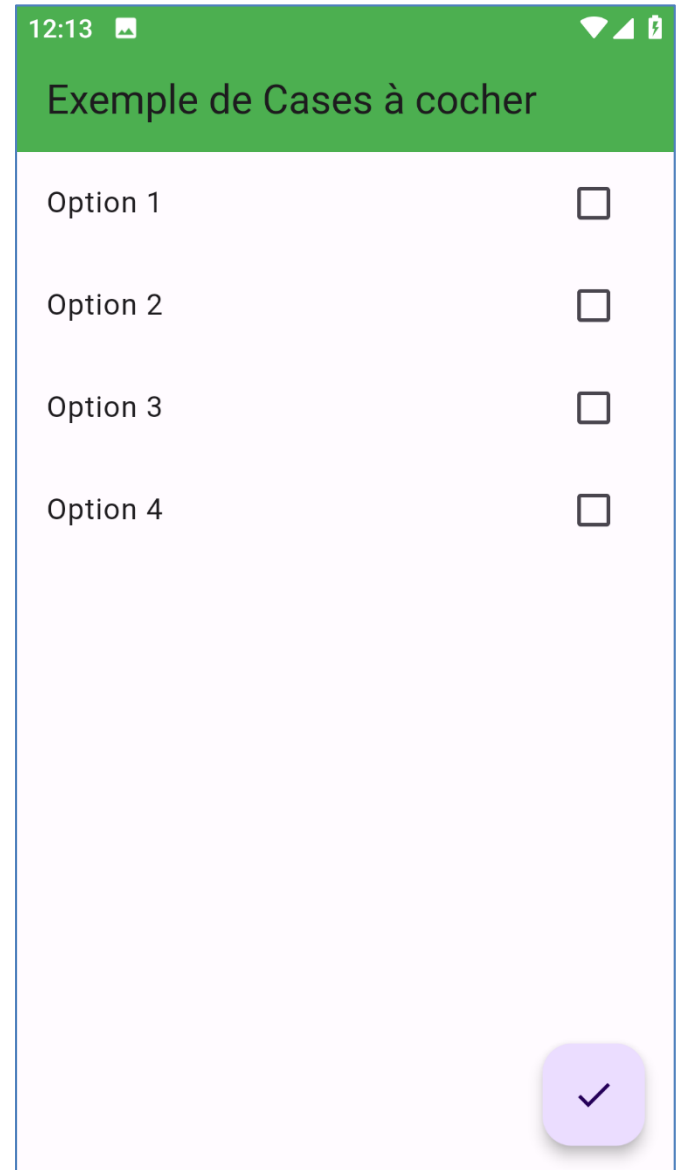 12:13
Exemple de Cases à cocher
Option 1
Option 2
Option 3
Option 4